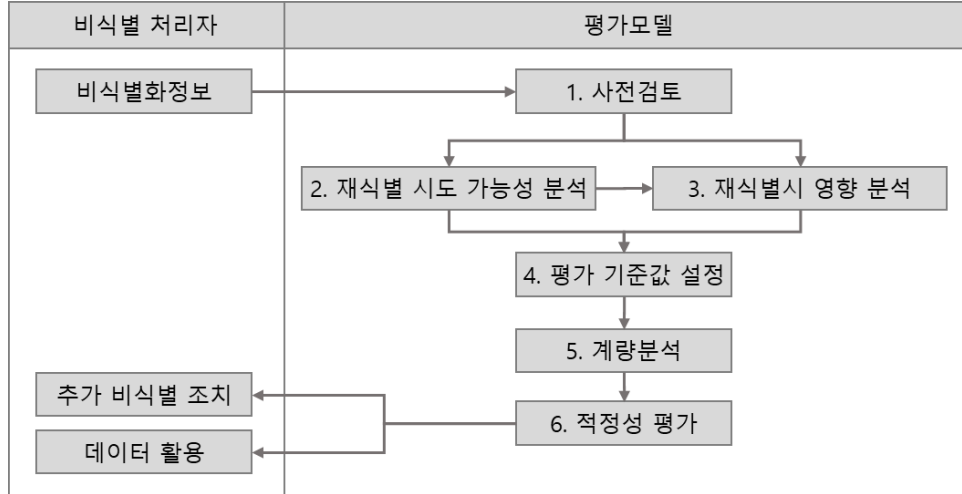 비식별 처리자
평가모델
비식별화정보
1. 사전검토
2. 재식별 시도 가능성 분석
3. 재식별시 영향 분석
4. 평가 기준값 설정
5. 계량분석
추가 비식별 조치
6. 적정성 평가
데이터 활용